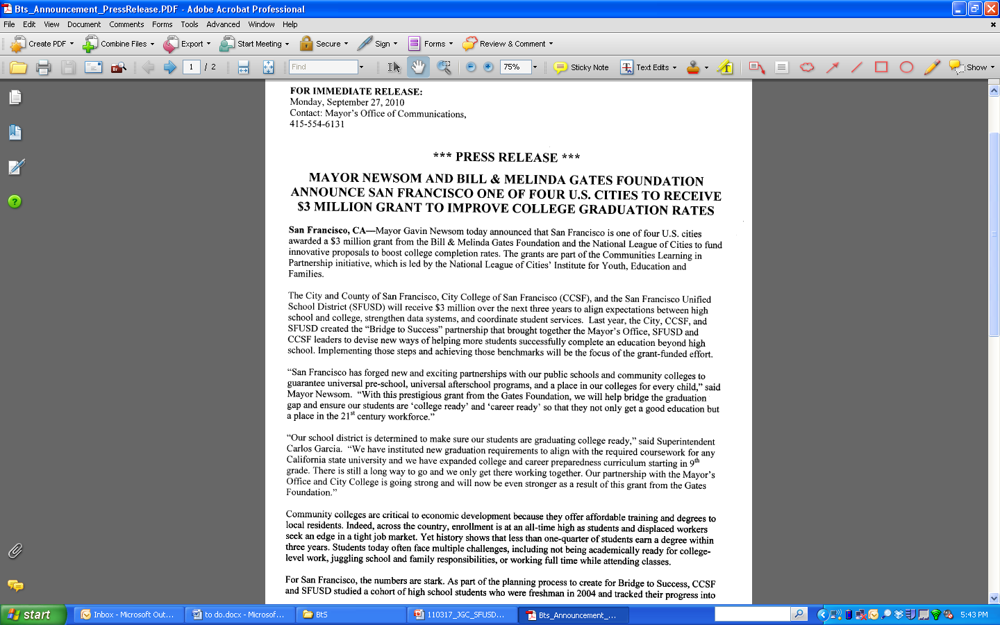 Bts_Announcement_PressRelease.PDF - Adobe Acrobat Professional
File Edit View Document Comments Forms Tools Advanced Window Help
Create PDF Combine Files Export Start Meeting Secure Sign Forms Review & Comment
1 / 2 Find 75% Sticky Note Text Edits Show
FOR IMMEDIATE RELEASE:
Monday, September 27, 2010
Contact: Mayor's Office of Communications,
415-554-6131
*** PRESS RELEASE ***
MAYOR NEWSOM AND BILL & MELINDA GATES FOUNDATION
ANNOUNCE SAN FRANCISCO ONE OF FOUR U.S. CITIES TO RECEIVE
$3 MILLION GRANT TO IMPROVE COLLEGE GRADUATION RATES
San Francisco, CA—Mayor Gavin Newsom today announced that San Francisco is one of four U.S. cities
awarded a $3 million grant from the Bill & Melinda Gates Foundation and the National League of Cities to fund
innovative proposals to boost college completion rates. The grants are part of the Communities Learning in
Partnership initiative, which is led by the National League of Cities' Institute for Youth, Education and
Families.
The City and County of San Francisco, City College of San Francisco (CCSF), and the San Francisco Unified
School District (SFUSD) will receive $3 million over the next three years to align expectations between high
school and college, strengthen data systems, and coordinate student services. Last year, the City, CCSF, and
SFUSD created the "Bridge to Success" partnership that brought together the Mayor's Office, SFUSD and
CCSF leaders to devise new ways of helping more students successfully complete an education beyond high
school. Implementing those steps and achieving those benchmarks will be the focus of the grant-funded effort.
"San Francisco has forged new and exciting partnerships with our public schools and community colleges to
guarantee universal pre-school, universal afterschool programs, and a place in our colleges for every child," said
Mayor Newsom. "With this prestigious grant from the Gates Foundation, we will help bridge the graduation
gap and ensure our students are 'college ready' and 'career ready' so that they not only get a good education but
a place in the 21st century workforce."
"Our school district is determined to make sure our students are graduating college ready," said Superintendent
Carlos Garcia. "We have instituted new graduation requirements to align with the required coursework for any
California state university and we have expanded college and career preparedness curriculum starting in 9th
grade. There is still a long way to go and we only get there working together. Our partnership with the Mayor's
Office and City College is going strong and will now be even stronger as a result of this grant from the Gates
Foundation."
Community colleges are critical to economic development because they offer affordable training and degrees to
local residents. Indeed, across the country, enrollment is at an all-time high as students and displaced workers
seek an edge in a tight job market. Yet history shows that less than one-quarter of students earn a degree within
three years. Students today often face multiple challenges, including not being academically ready for college-
level work, juggling school and family responsibilities, or working full time while attending classes.
For San Francisco, the numbers are stark. As part of the planning process to create for Bridge to Success, CCSF
and SFUSD studied a cohort of high school students who were freshman in 2004 and tracked their progress into
start Inbox - Microsoft Out... to do.docx - Microsof... BtS 110317_JGC_SFUSD... Bts_Announcement_... 5:43 PM